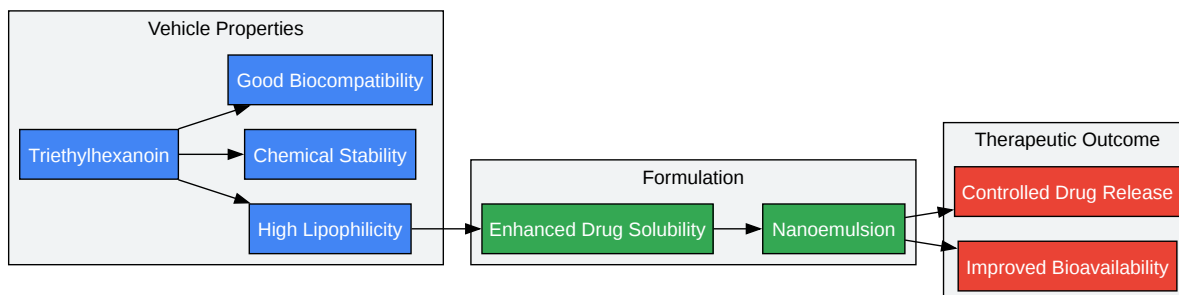 Vehicle Properties
Good Biocompatibility
Triethylhexanoin
Chemical Stability
High Lipophilicity
Formulation
Enhanced Drug Solubility
Nanoemulsion
Therapeutic Outcome
Controlled Drug Release
Improved Bioavailability